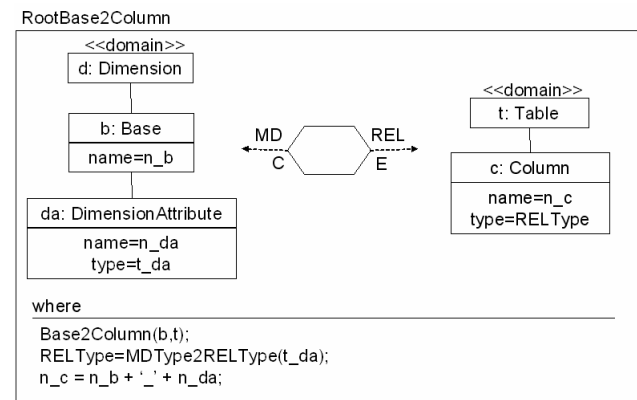 RootBase2Column
<<domain>>
d: Dimension
b: Base
name=n_b
da: DimensionAttribute
name=n_da
type=t_da
MD
REL
C
E
<<domain>>
t: Table
c: Column
name=n_c
type=RELType
where
Base2Column(b,t);
RELType=MDType2RELType(t_da);
n_c = n_b + ‘_’ + n_da;